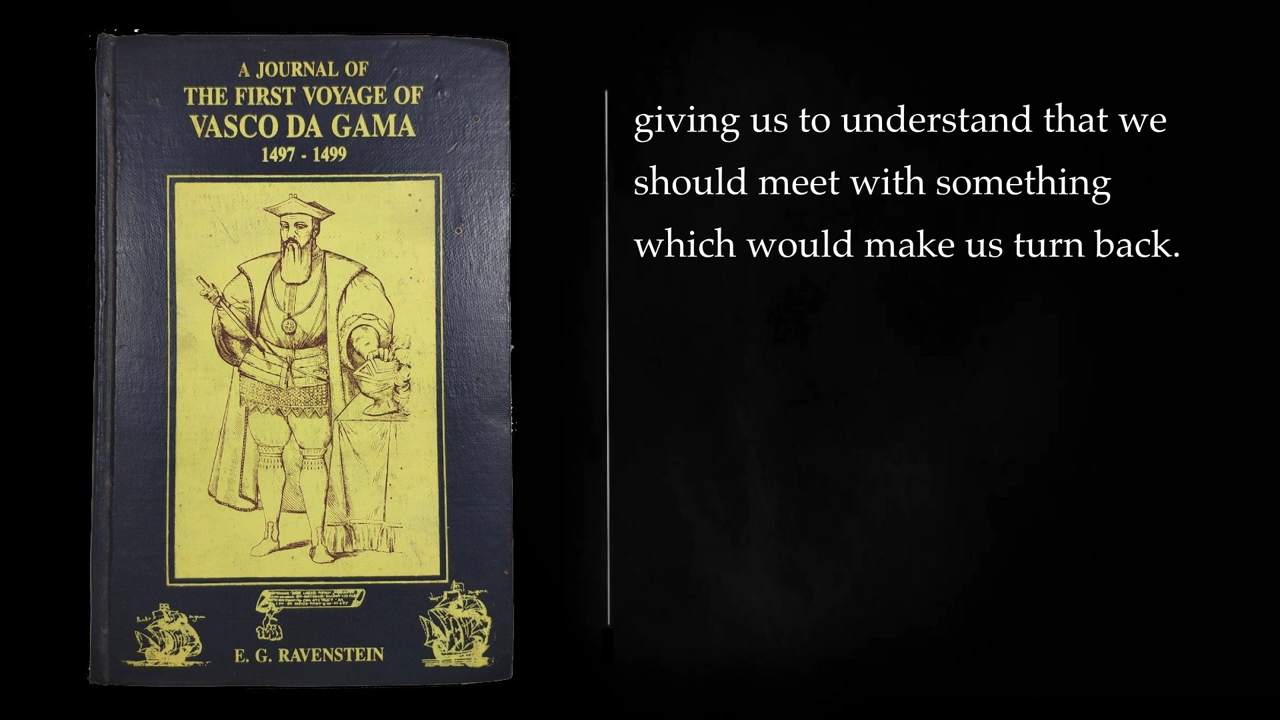 A JOURNAL OF
THE FIRST VOYAGE OF
VASCO DA GAMA
1497 - 1499
E. G. RAVENSTEIN
giving us to understand that we
should meet with something
which would make us turn back.